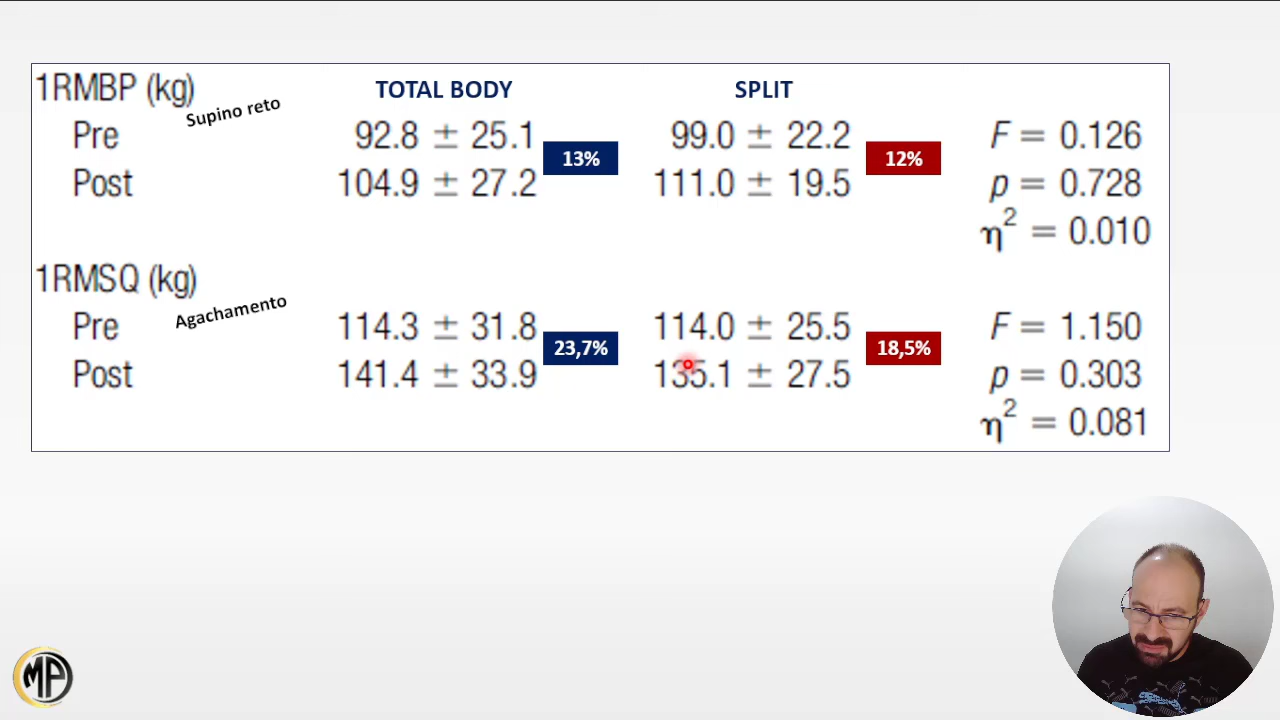 1RMBP (kg) Supino reto TOTAL BODY SPLIT
Pre 92.8 ± 25.1 99.0 ± 22.2 F = 0.126
13% 12%
Post 104.9 ± 27.2 111.0 ± 19.5 p = 0.728
η² = 0.010
1RMSQ (kg)
Agachamento
Pre 114.3 ± 31.8 114.0 ± 25.5 F = 1.150
23,7% 18,5%
Post 141.4 ± 33.9 135.1 ± 27.5 p = 0.303
η² = 0.081
MP